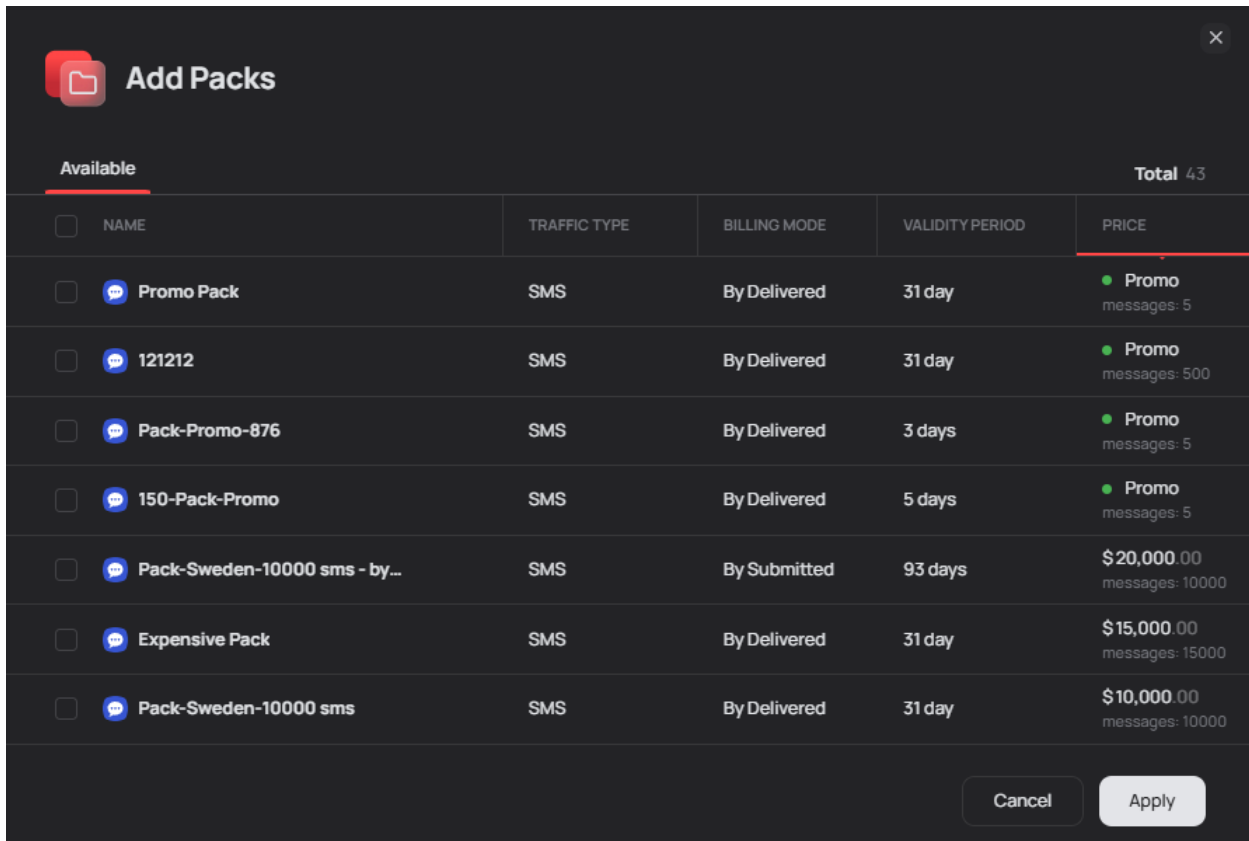 Add Packs
Available
Total 43
NAME TRAFFIC TYPE BILLING MODE VALIDITY PERIOD PRICE
Promo Pack SMS By Delivered 31 day Promo
messages: 5
121212 SMS By Delivered 31 day Promo
messages: 500
Pack-Promo-876 SMS By Delivered 3 days Promo
messages: 5
150-Pack-Promo SMS By Delivered 5 days Promo
messages: 5
Pack-Sweden-10000 sms - by... SMS By Submitted 93 days $20,000.00
messages: 10000
Expensive Pack SMS By Delivered 31 day $15,000.00
messages: 15000
Pack-Sweden-10000 sms SMS By Delivered 31 day $10,000.00
messages: 10000
Cancel Apply